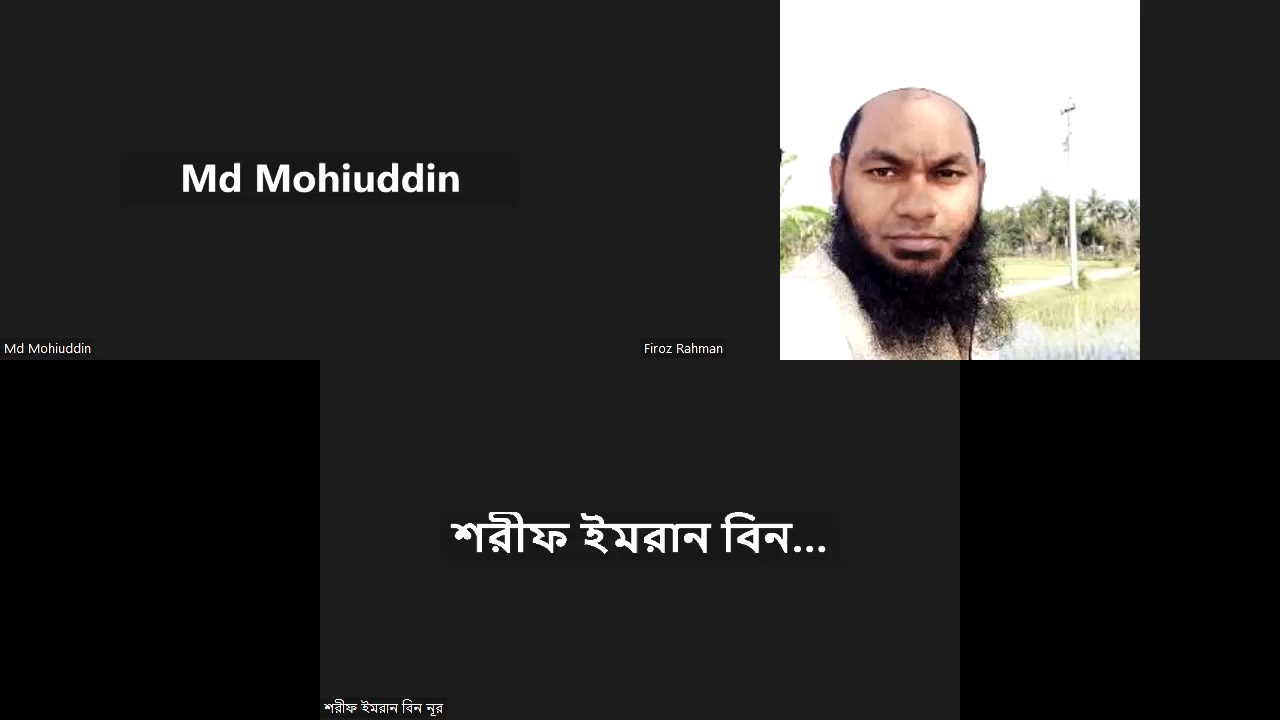 Md Mohiuddin
Md Mohiuddin
Firoz Rahman
শরীফ ইমরান বিন...
শরীফ ইমরান বিন নূর